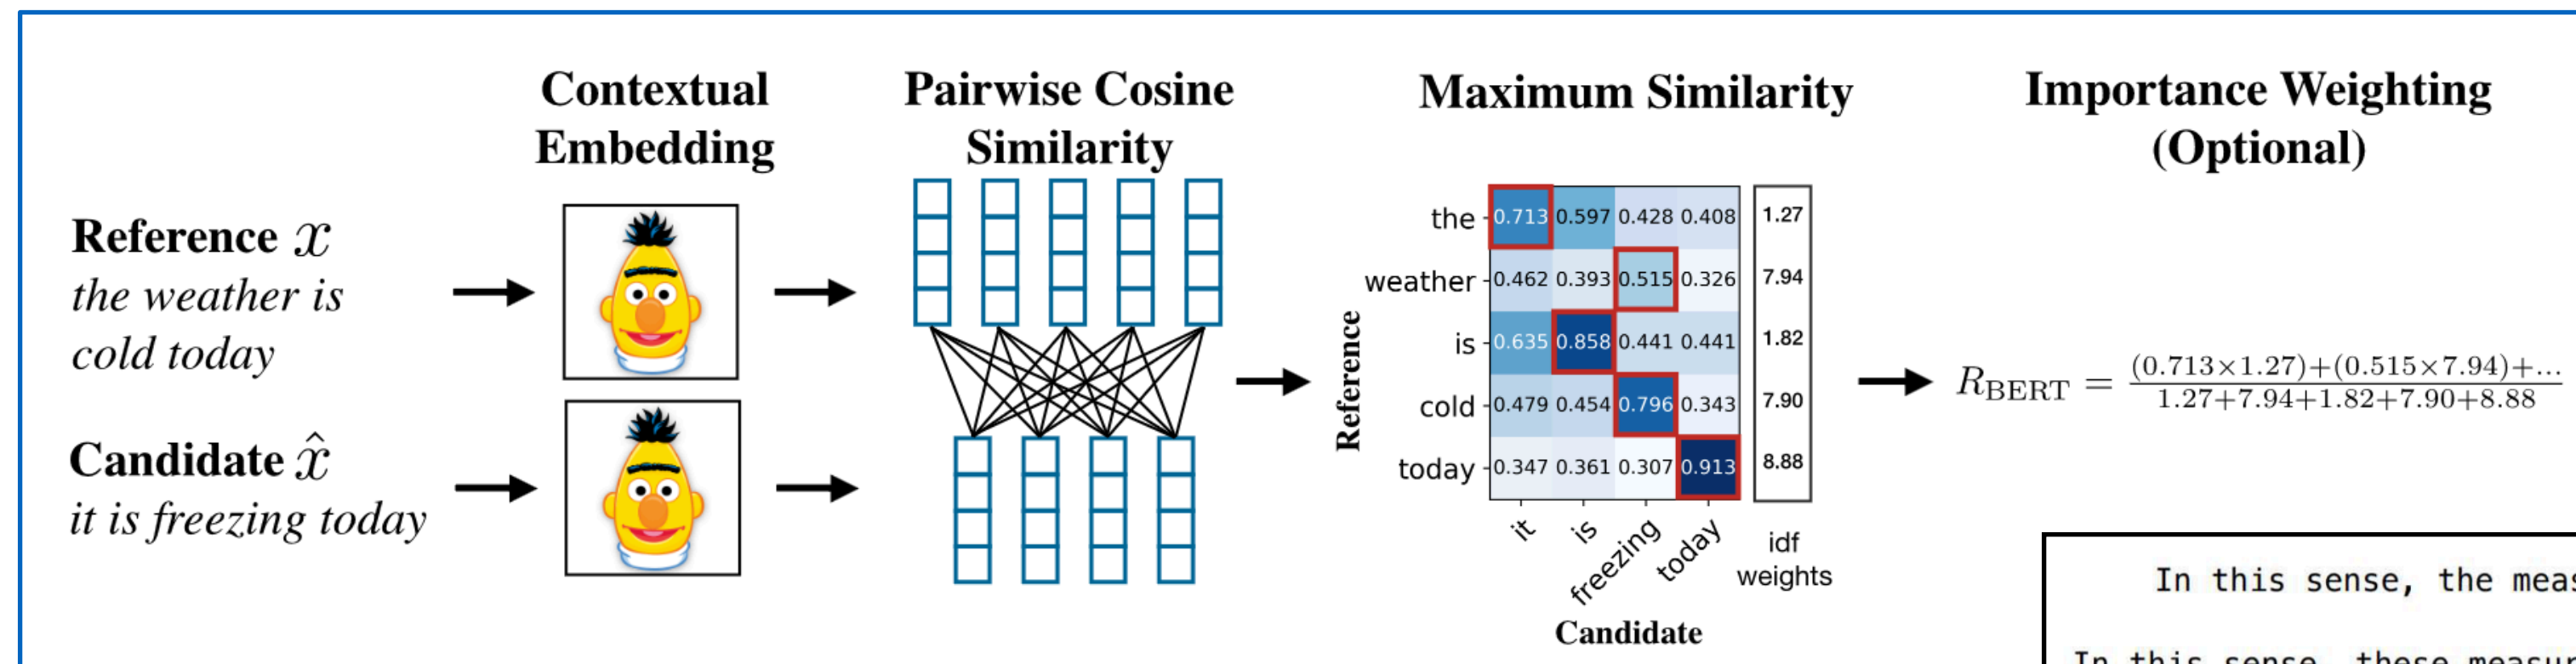 Contextual
Embedding
Pairwise Cosine
Similarity
Maximum Similarity
Importance Weighting
(Optional)
Reference x
the weather is
cold today
Candidate x̂
it is freezing today
Reference
the 0.713 0.597 0.428 0.408 1.27
weather 0.462 0.393 0.515 0.326 7.94
is 0.635 0.858 0.441 0.441 1.82
cold 0.479 0.454 0.796 0.343 7.90
today 0.347 0.361 0.307 0.913 8.88
it is freezing today
idf
weights
Candidate
R_BERT = (0.713×1.27)+(0.515×7.94)+... / 1.27+7.94+1.82+7.90+8.88
In this sense, the meas
In this sense, these measur